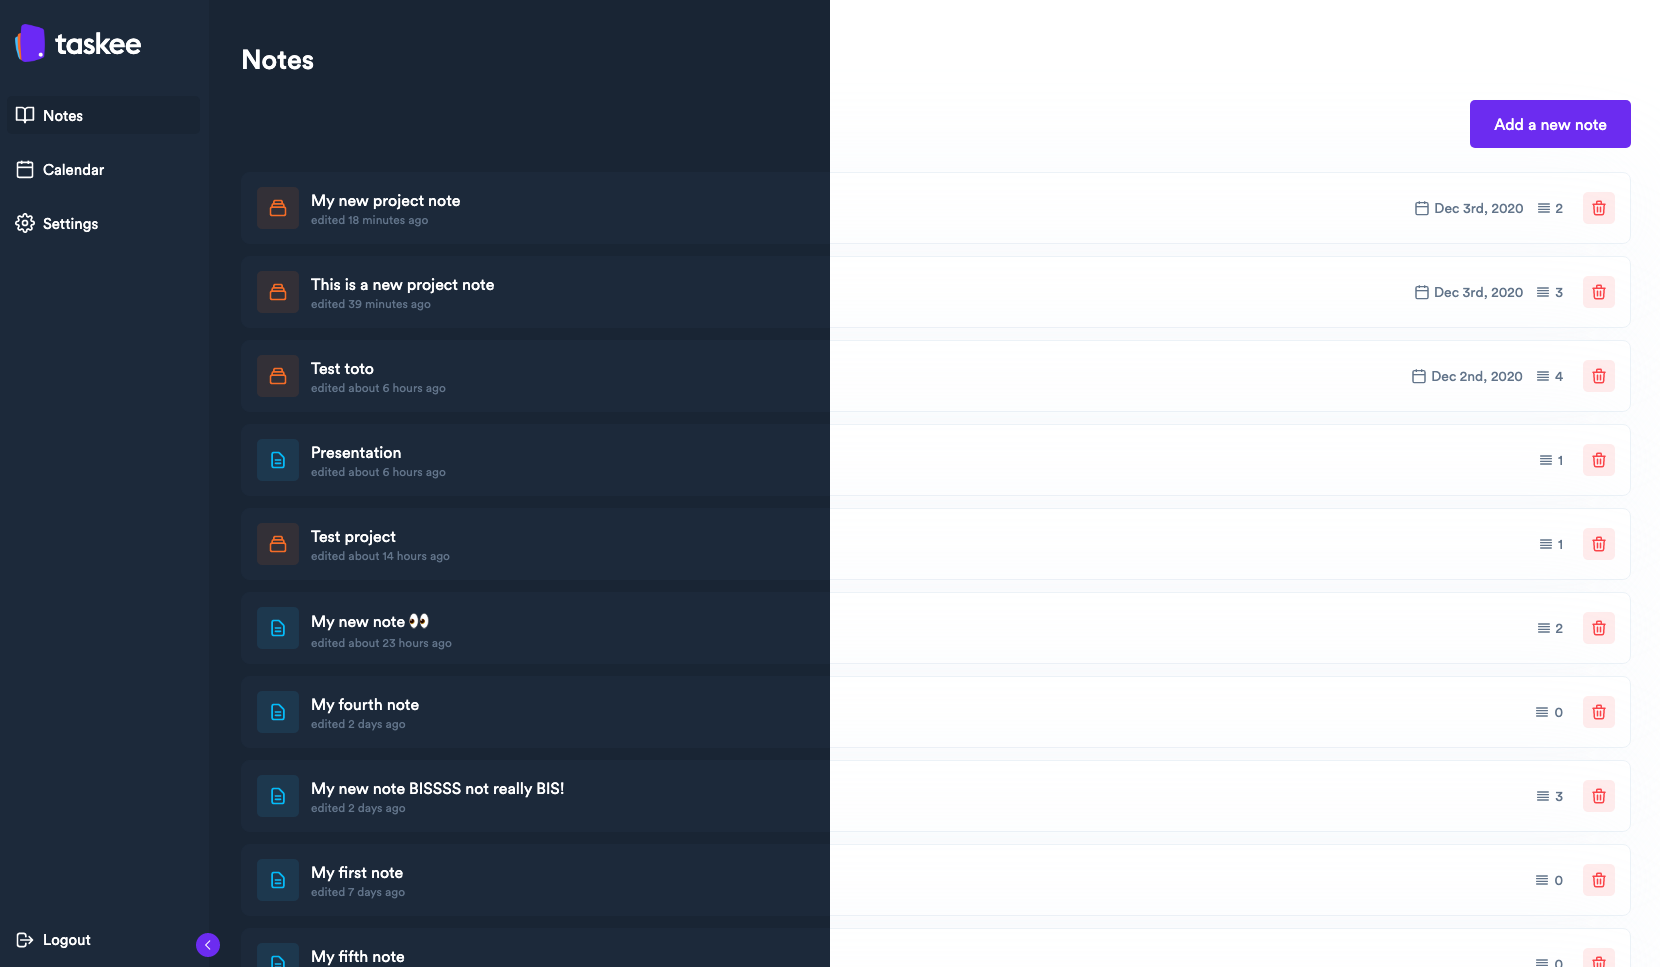 taskee
Notes
Calendar
Settings
Logout
Notes
Add a new note
My new project note
edited 18 minutes ago
Dec 3rd, 2020 2
This is a new project note
edited 39 minutes ago
Dec 3rd, 2020 3
Test toto
edited about 6 hours ago
Dec 2nd, 2020 4
Presentation
edited about 6 hours ago
1
Test project
edited about 14 hours ago
1
My new note 👀
edited about 23 hours ago
2
My fourth note
edited 2 days ago
0
My new note BISSSS not really BIS!
edited 2 days ago
3
My first note
edited 7 days ago
0
My fifth note
0